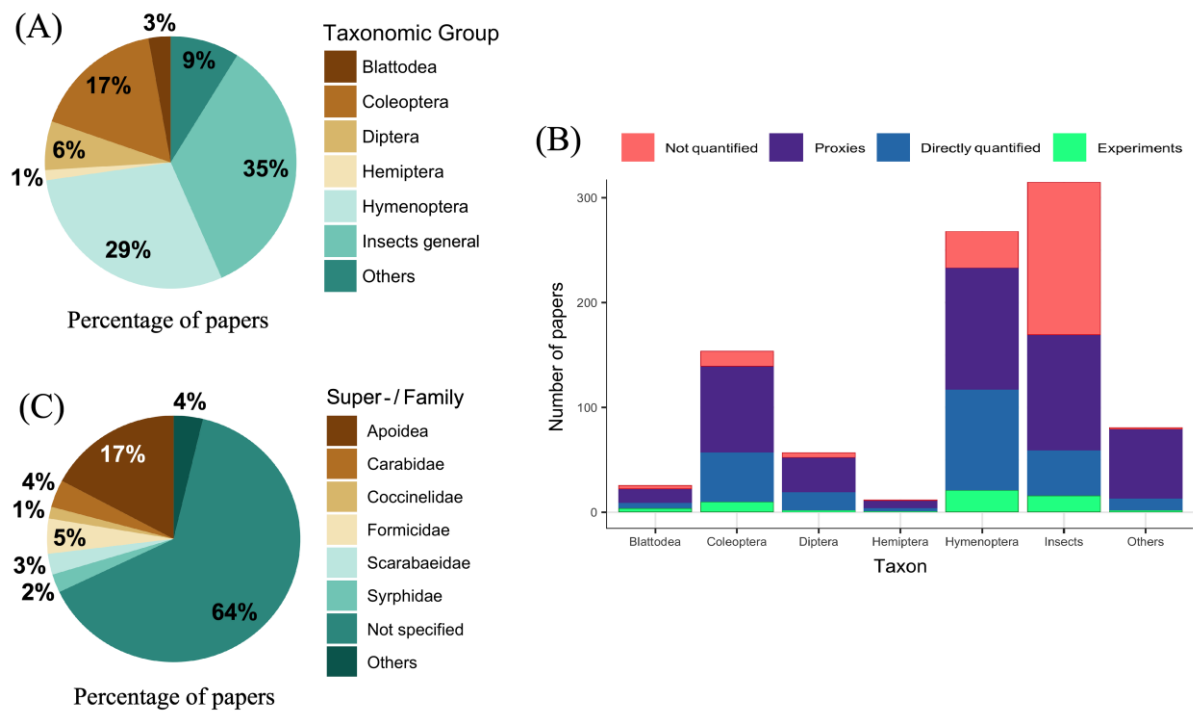 (A)
3%
9%
17%
6%
35%
1%
29%
Percentage of papers
Taxonomic Group
Blattodea
Coleoptera
Diptera
Hemiptera
Hymenoptera
Insects general
Others
(B)
Not quantified
Proxies
Directly quantified
Experiments
Number of papers
300
200
100
0
Blattodea
Coleoptera
Diptera
Hemiptera
Hymenoptera
Insects
Others
Taxon
(C)
4%
17%
4%
1%
5%
3%
2%
64%
Percentage of papers
Super-/ Family
Apoidea
Carabidae
Coccinelidae
Formicidae
Scarabaeidae
Syrphidae
Not specified
Others